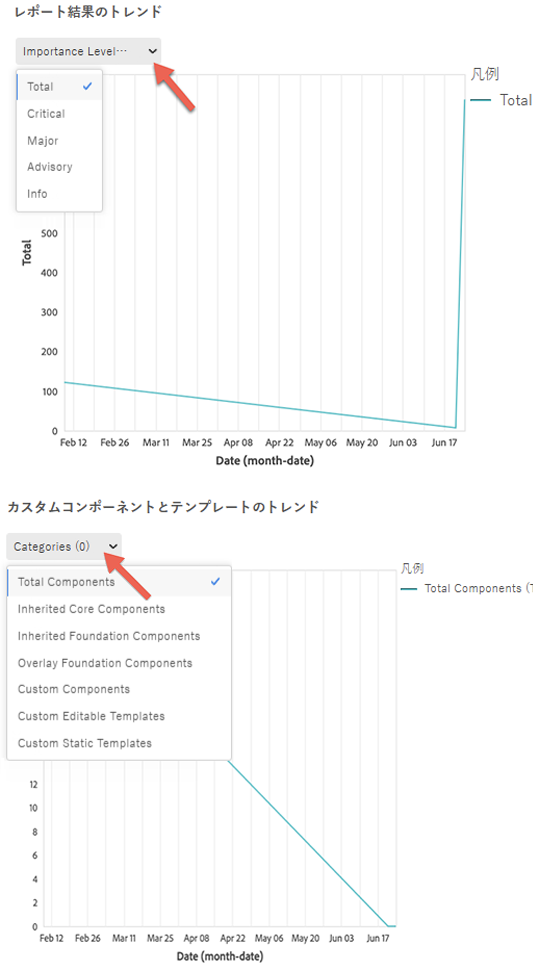 レポート結果のトレンド
Importance Level…
凡例
Total
Total
Critical
Major
Advisory
Info
500
400
300
200
100
0
Total
Feb 12 Feb 26 Mar 11 Mar 25 Apr 08 Apr 22 May 06 May 20 Jun 03 Jun 17
Date (month-date)
カスタムコンポーネントとテンプレートのトレンド
Categories (0)
凡例
Total Components (T
Total Components
Inherited Core Components
Inherited Foundation Components
Overlay Foundation Components
Custom Components
Custom Editable Templates
Custom Static Templates
12
10
8
6
4
2
0
Feb 12 Feb 26 Mar 11 Mar 25 Apr 08 Apr 22 May 06 May 20 Jun 03 Jun 17
Date (month-date)